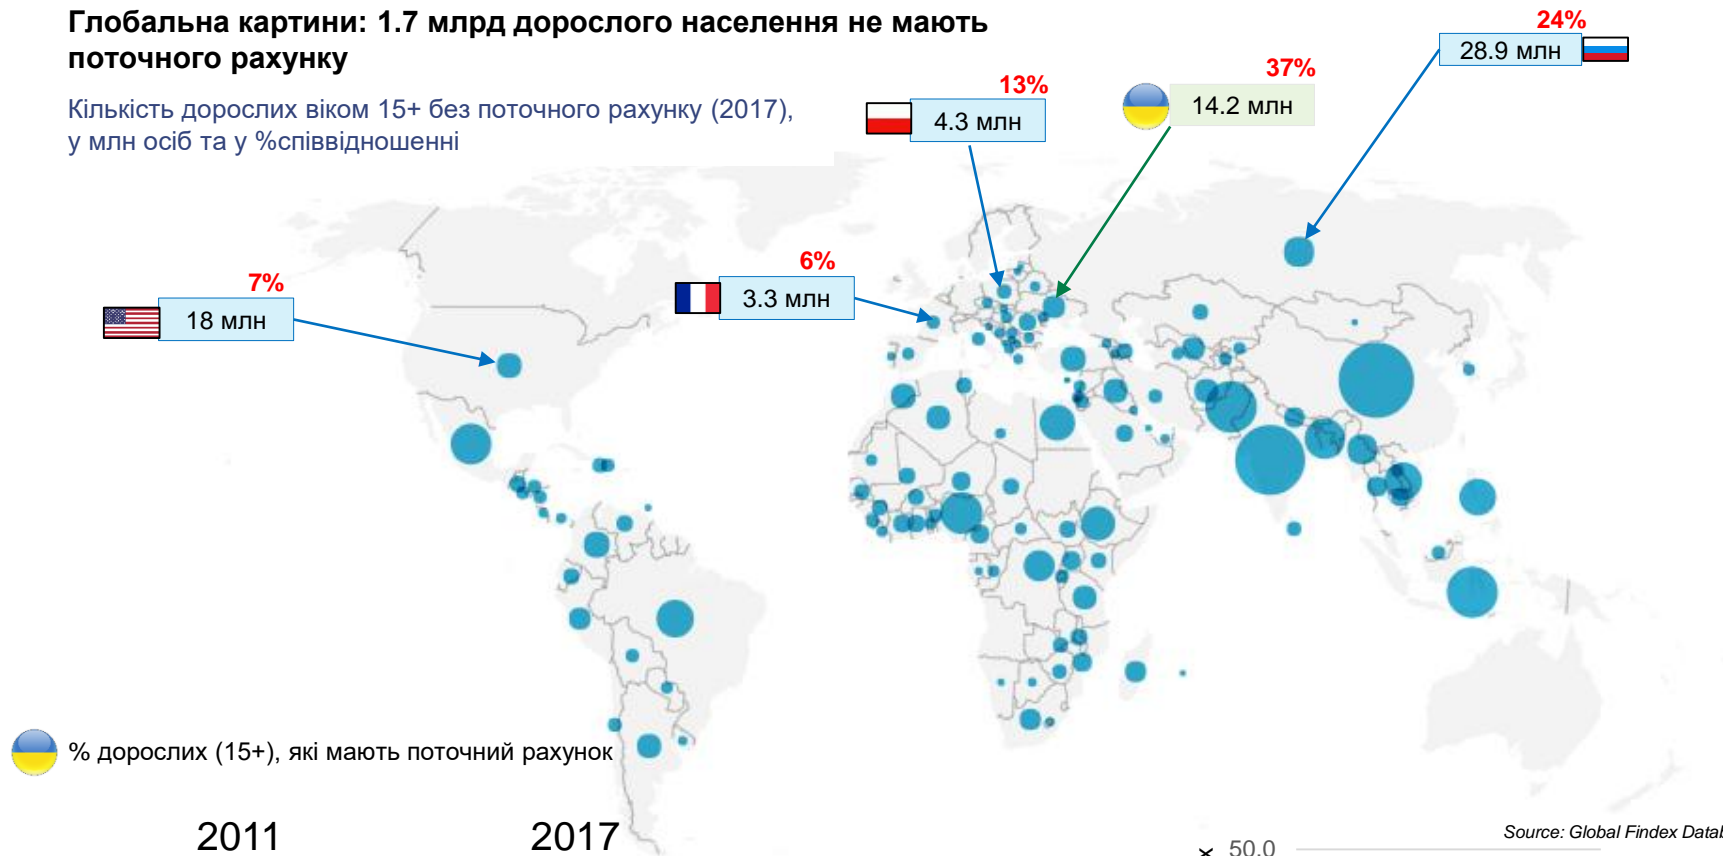 Глобальна картини: 1.7 млрд дорослого населення не мають
поточного рахунку
Кількість дорослих віком 15+ без поточного рахунку (2017),
у млн осіб та у %співвідношенні
24%
28.9 млн
37%
14.2 млн
13%
4.3 млн
6%
3.3 млн
7%
18 млн
% дорослих (15+), які мають поточний рахунок
2011
2017
Source: Global Findex Datab
50.0